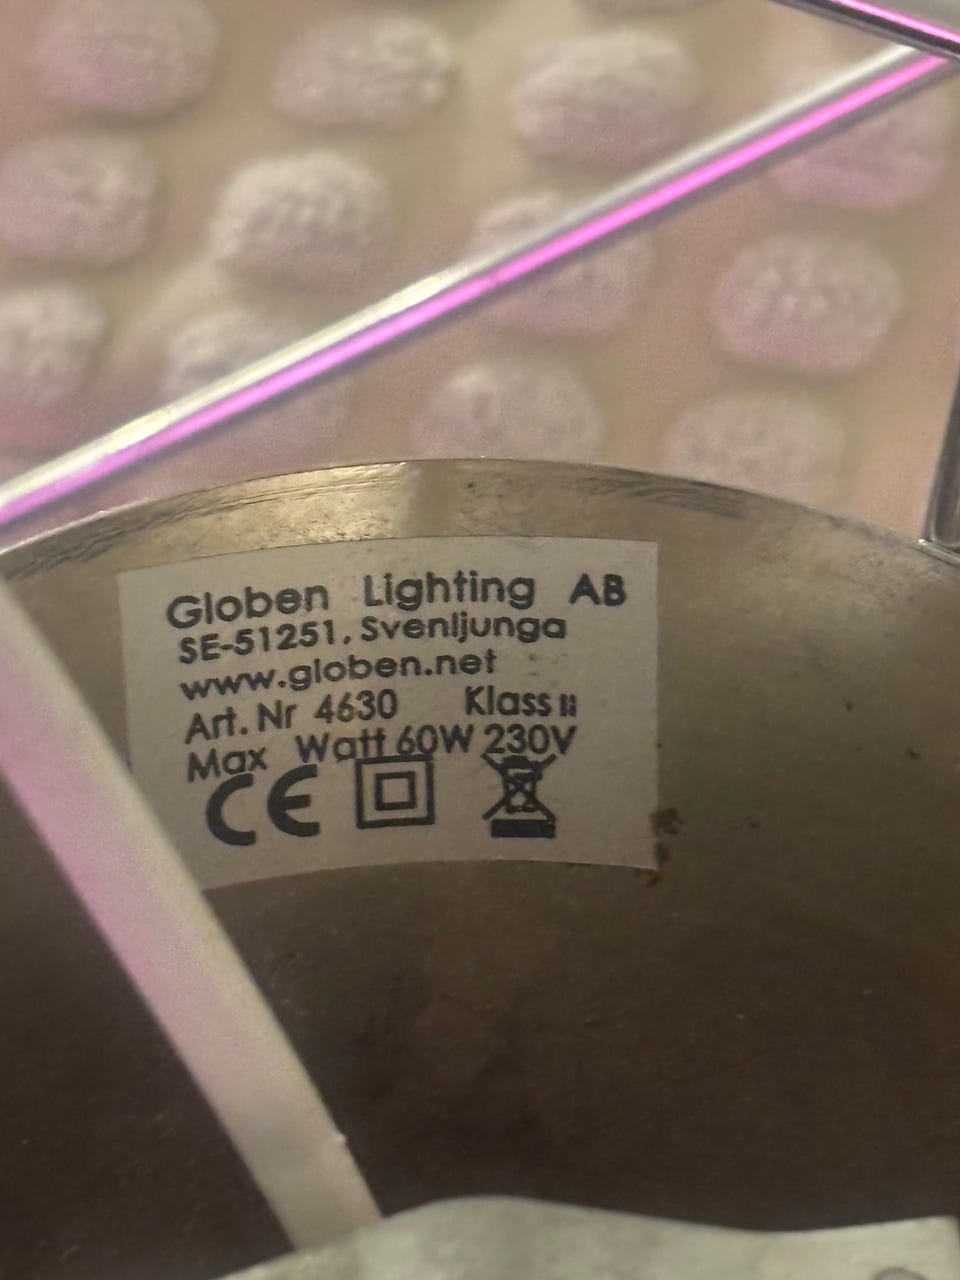 Globen Lighting AB
SE-51251, Svenljunga
www.globen.net
Art. Nr 4630 Klass II
Max Watt 60W 230V
CE